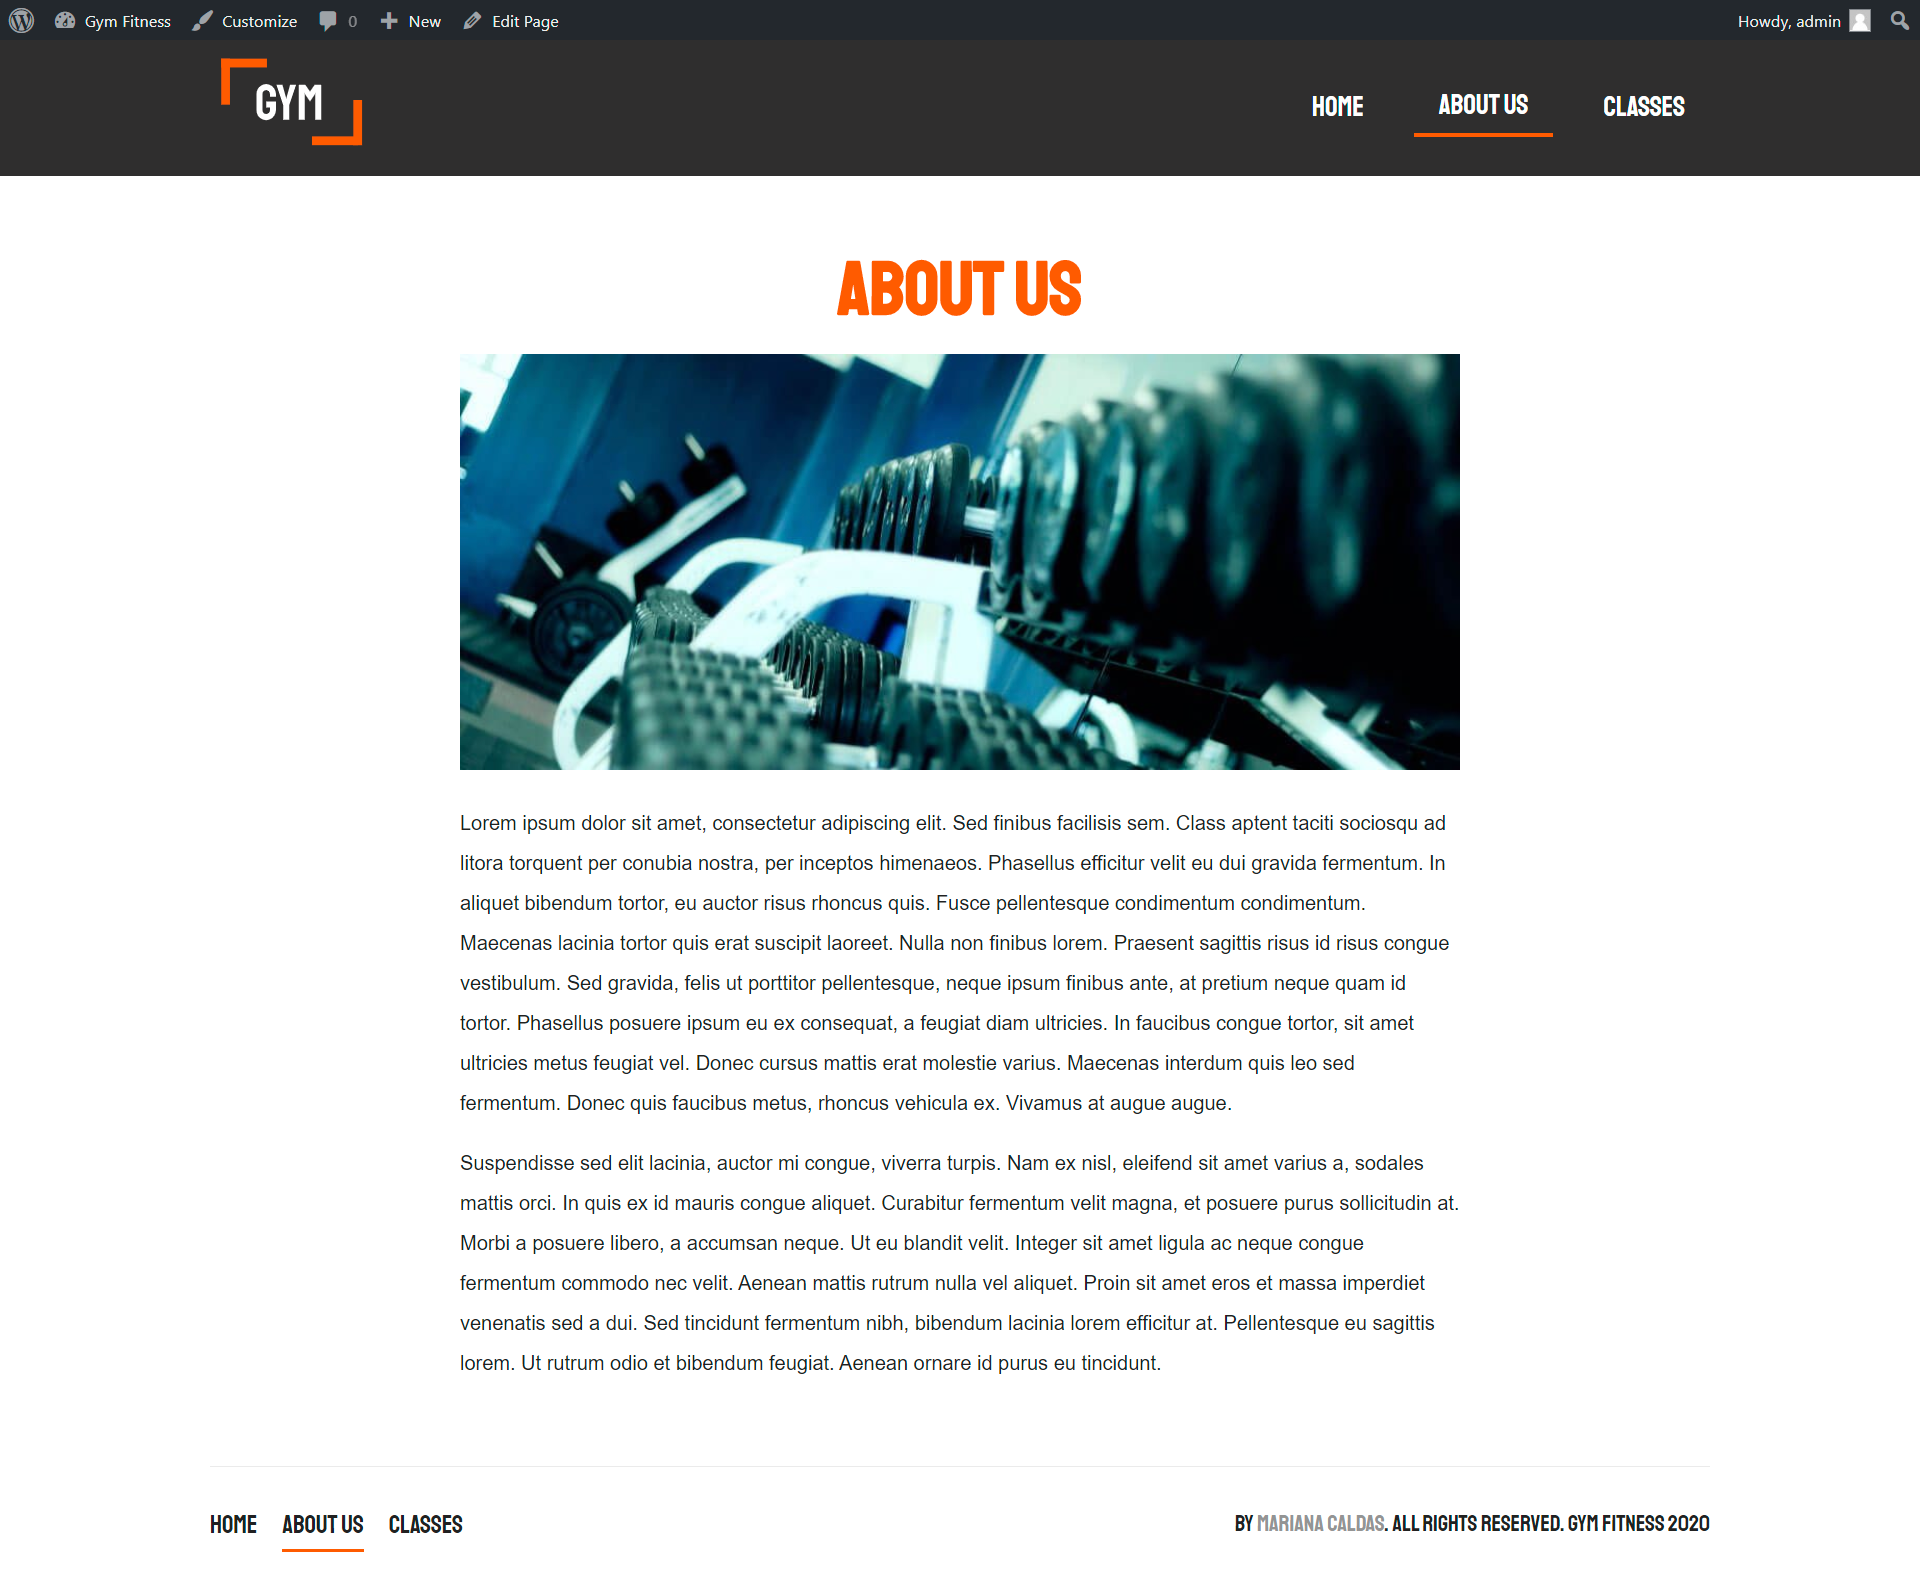 Gym Fitness Customize 0 New Edit Page Howdy, admin
GYM
HOME ABOUT US CLASSES
ABOUT US
Lorem ipsum dolor sit amet, consectetur adipiscing elit. Sed finibus facilisis sem. Class aptent taciti sociosqu ad
litora torquent per conubia nostra, per inceptos himenaeos. Phasellus efficitur velit eu dui gravida fermentum. In
aliquet bibendum tortor, eu auctor risus rhoncus quis. Fusce pellentesque condimentum condimentum.
Maecenas lacinia tortor quis erat suscipit laoreet. Nulla non finibus lorem. Praesent sagittis risus id risus congue
vestibulum. Sed gravida, felis ut porttitor pellentesque, neque ipsum finibus ante, at pretium neque quam id
tortor. Phasellus posuere ipsum eu ex consequat, a feugiat diam ultricies. In faucibus congue tortor, sit amet
ultricies metus feugiat vel. Donec cursus mattis erat molestie varius. Maecenas interdum quis leo sed
fermentum. Donec quis faucibus metus, rhoncus vehicula ex. Vivamus at augue augue.
Suspendisse sed elit lacinia, auctor mi congue, viverra turpis. Nam ex nisl, eleifend sit amet varius a, sodales
mattis orci. In quis ex id mauris congue aliquet. Curabitur fermentum velit magna, et posuere purus sollicitudin at.
Morbi a posuere libero, a accumsan neque. Ut eu blandit velit. Integer sit amet ligula ac neque congue
fermentum commodo nec velit. Aenean mattis rutrum nulla vel aliquet. Proin sit amet eros et massa imperdiet
venenatis sed a dui. Sed tincidunt fermentum nibh, bibendum lacinia lorem efficitur at. Pellentesque eu sagittis
lorem. Ut rutrum odio et bibendum feugiat. Aenean ornare id purus eu tincidunt.
HOME ABOUT US CLASSES
BY MARIANA CALDAS. ALL RIGHTS RESERVED. GYM FITNESS 2020